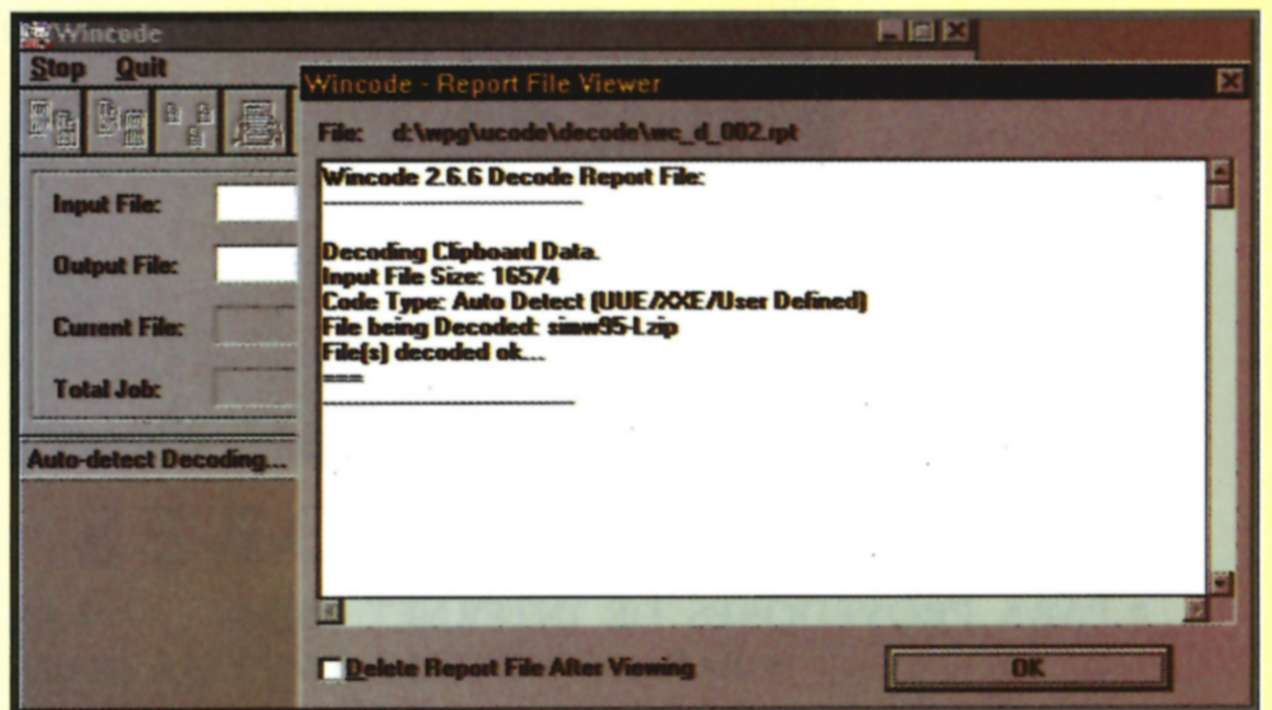 Wincode
Stop Quit
Wincode - Report File Viewer
File: d:\wpg\ucode\decode\wc_d_002.rpt
Input File:
Output File:
Current File:
Total Job:
Auto-detect Decoding...
Wincode 2.6.6 Decode Report File:
Decoding Clipboard Data.
Input File Size: 16574
Code Type: Auto Detect (UUE/XXE/User Defined)
File being Decoded:
File(s) decoded ok...
===
Delete Report File After Viewing
OK